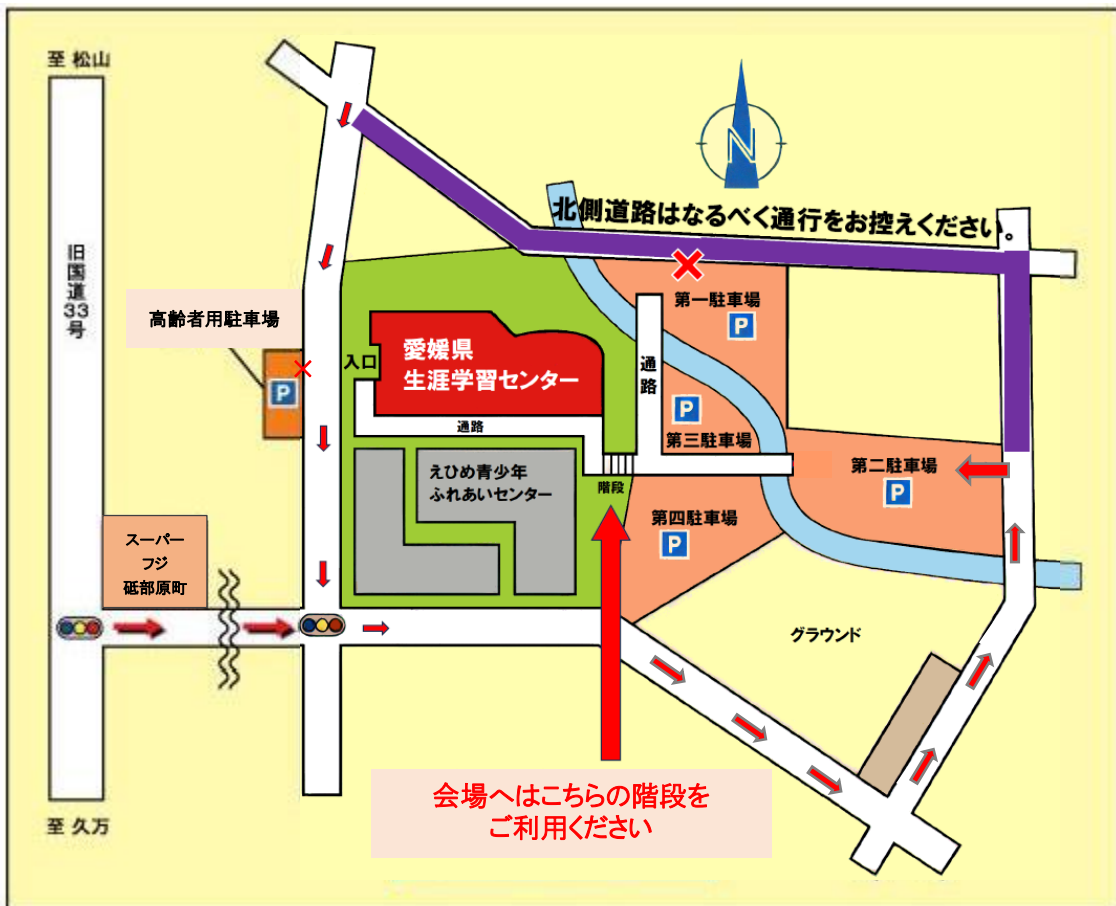 至 松山
N
北側道路はなるべく通行をお控えください。
旧国道33号
高齢者用駐車場
P
入口
愛媛県
生涯学習センター
通路
第一駐車場
P
通路
P
第三駐車場
第二駐車場
P
えひめ青少年
ふれあいセンター
階段
第四駐車場
P
スーパー
フジ
砥部原町
グラウンド
会場へはこちらの階段を
ご利用ください
至 久万